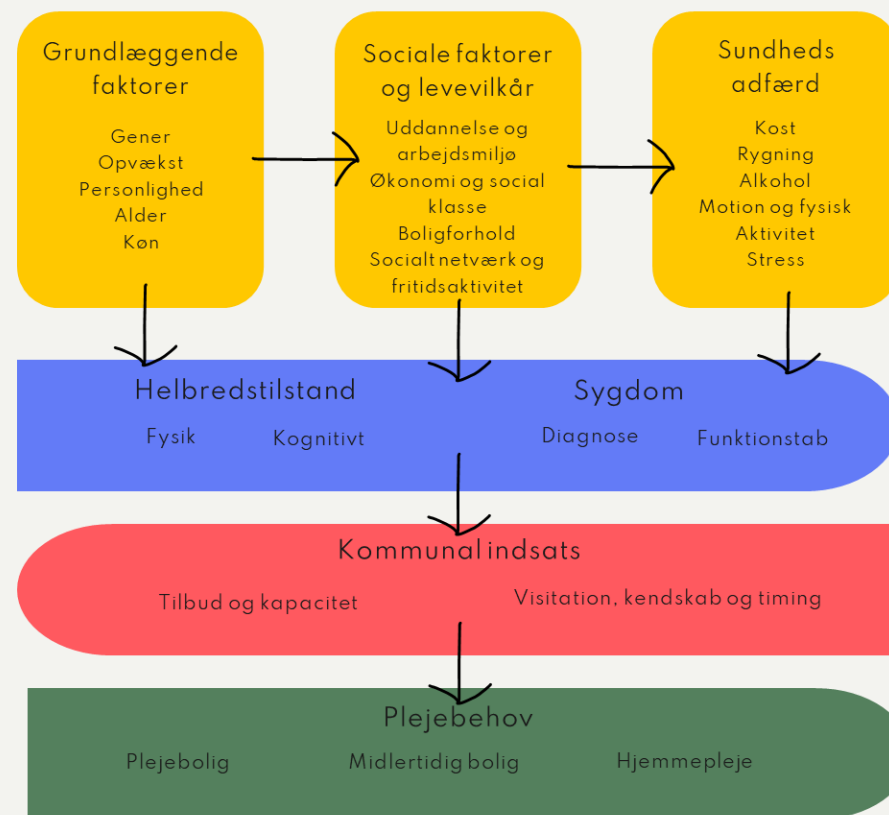 Grundlæggende
faktorer
Gener
Opvækst
Personlighed
Alder
Køn
Sociale faktorer
og levevilkår
Uddannelse og
arbejdsmiljø
Økonomi og social
klasse
Boligforhold
Socialt netværk og
fritidsaktivitet
Sundheds
adfærd
Kost
Rygning
Alkohol
Motion og fysisk
Aktivitet
Stress
Helbredstilstand
Fysik
Kognitivt
Sygdom
Diagnose
Funktionstab
Kommunal indsats
Tilbud og kapacitet
Visitation, kendskab og timing
Plejebehov
Plejebolig
Midlertidig bolig
Hjemmepleje